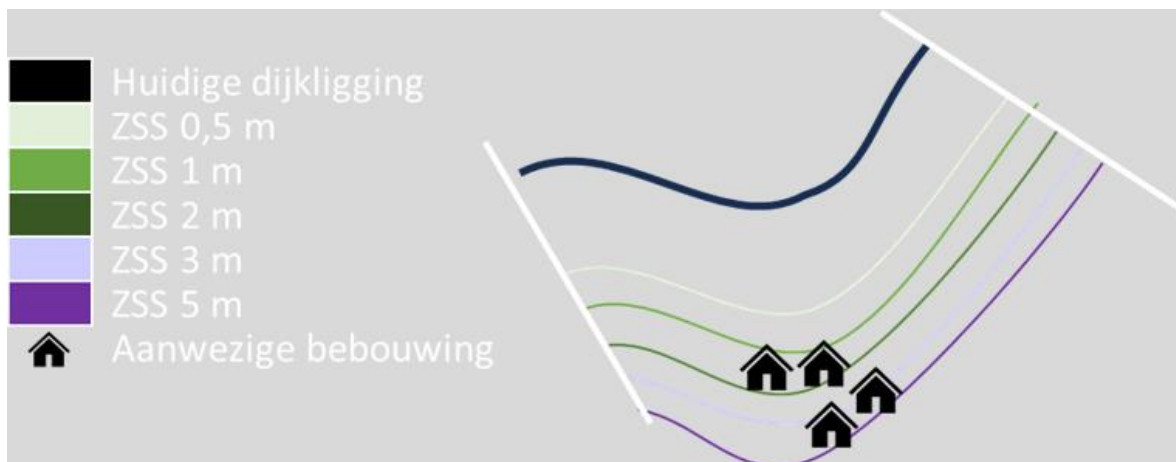 Huidige dijkligging
ZSS 0,5 m
ZSS 1 m
ZSS 2 m
ZSS 3 m
ZSS 5 m
Aanwezige bebouwing